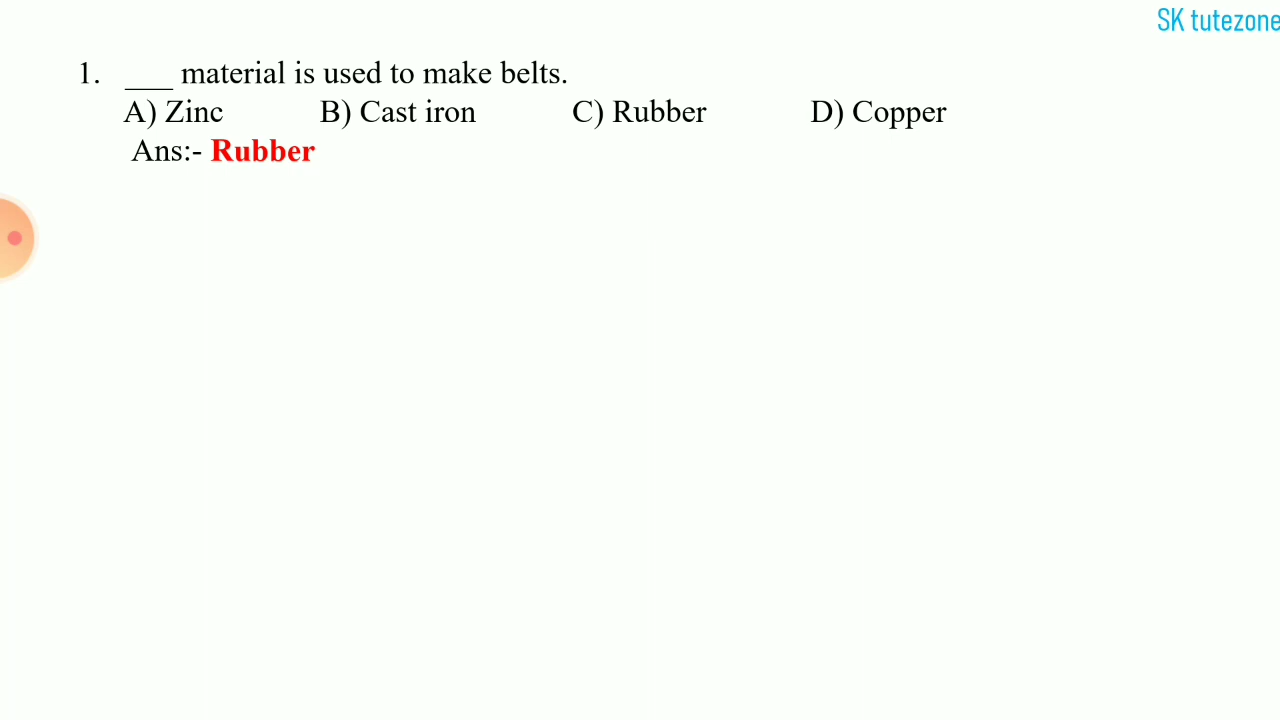 SK tutezone
1. ___ material is used to make belts.
A) Zinc B) Cast iron C) Rubber D) Copper
Ans:- Rubber